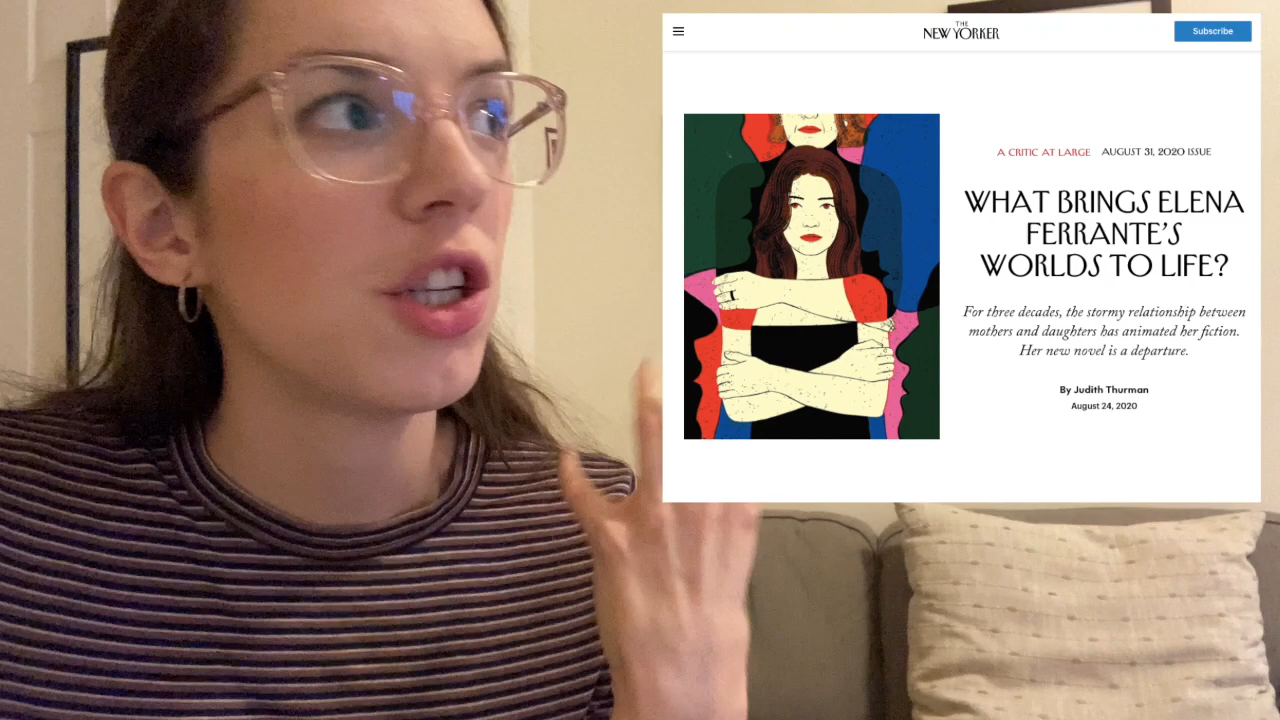 THE
NEW YORKER
Subscribe
A CRITIC AT LARGE AUGUST 31, 2020 ISSUE
WHAT BRINGS ELENA
FERRANTE'S
WORLDS TO LIFE?
For three decades, the stormy relationship between
mothers and daughters has animated her fiction.
Her new novel is a departure.
By Judith Thurman
August 24, 2020